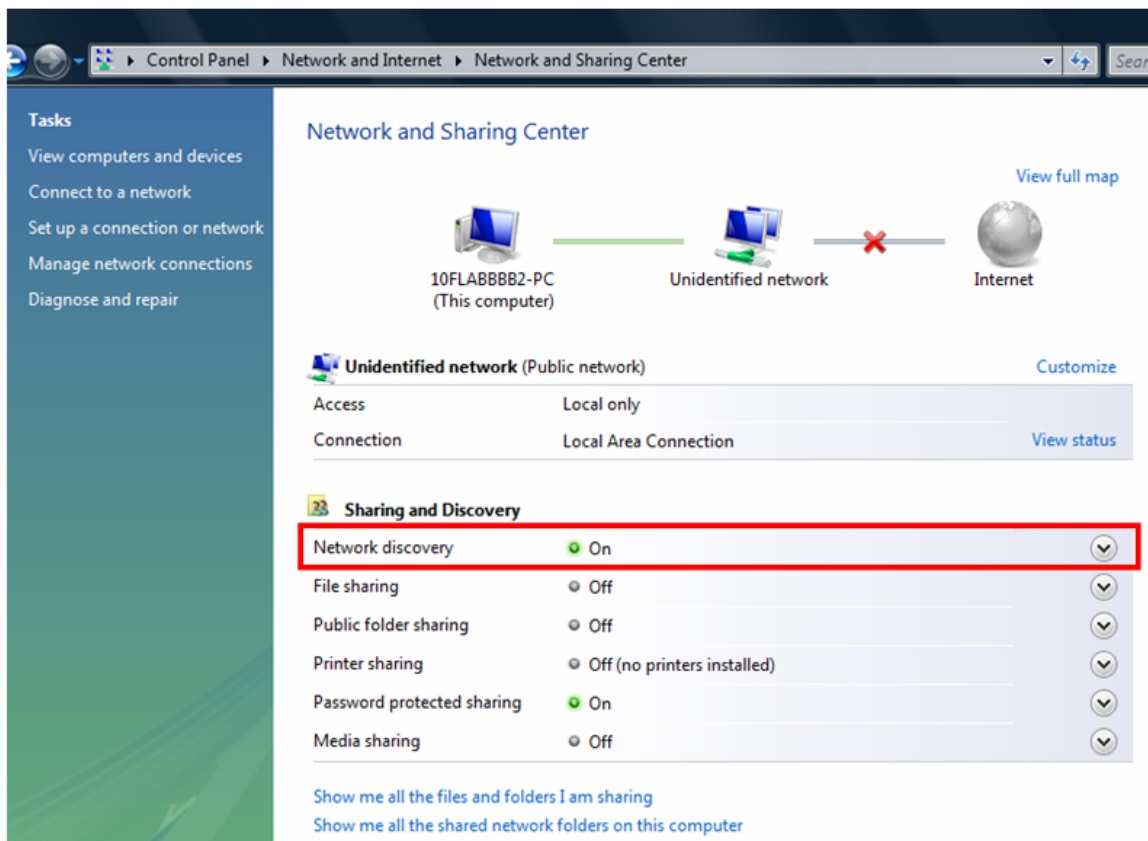 Control Panel ▸ Network and Internet ▸ Network and Sharing Center
Sear
Tasks
View computers and devices
Connect to a network
Set up a connection or network
Manage network connections
Diagnose and repair
Network and Sharing Center
View full map
10FLABBBB2-PC
(This computer)
Unidentified network
Internet
Unidentified network (Public network)
Customize
Access Local only
Connection Local Area Connection View status
Sharing and Discovery
Network discovery On
File sharing Off
Public folder sharing Off
Printer sharing Off (no printers installed)
Password protected sharing On
Media sharing Off
Show me all the files and folders I am sharing
Show me all the shared network folders on this computer